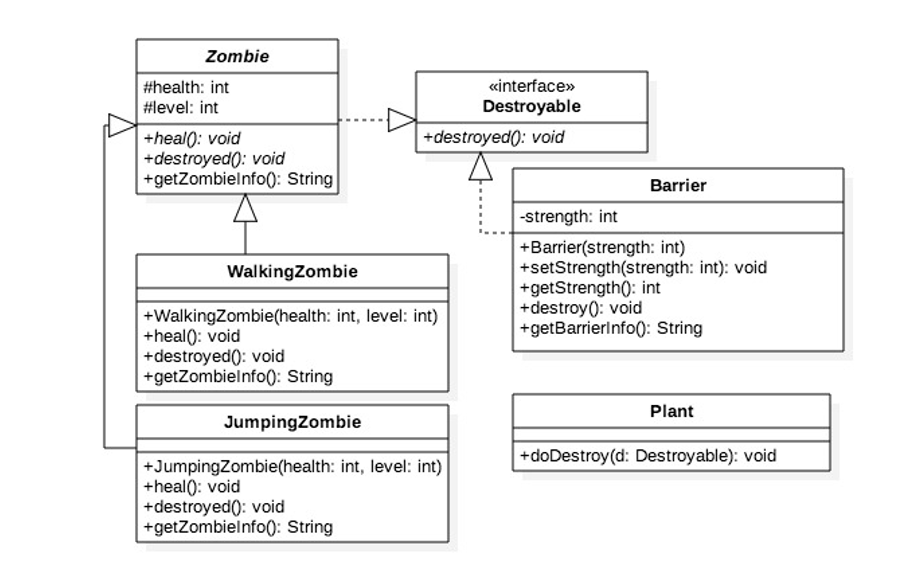 Zombie
#health: int
#level: int
+heal(): void
+destroyed(): void
+getZombieInfo(): String
«interface»
Destroyable
+destroyed(): void
Barrier
-strength: int
+Barrier(strength: int)
+setStrength(strength: int): void
+getStrength(): int
+destroy(): void
+getBarrierInfo(): String
WalkingZombie
+WalkingZombie(health: int, level: int)
+heal(): void
+destroyed(): void
+getZombieInfo(): String
JumpingZombie
+JumpingZombie(health: int, level: int)
+heal(): void
+destroyed(): void
+getZombieInfo(): String
Plant
+doDestroy(d: Destroyable): void